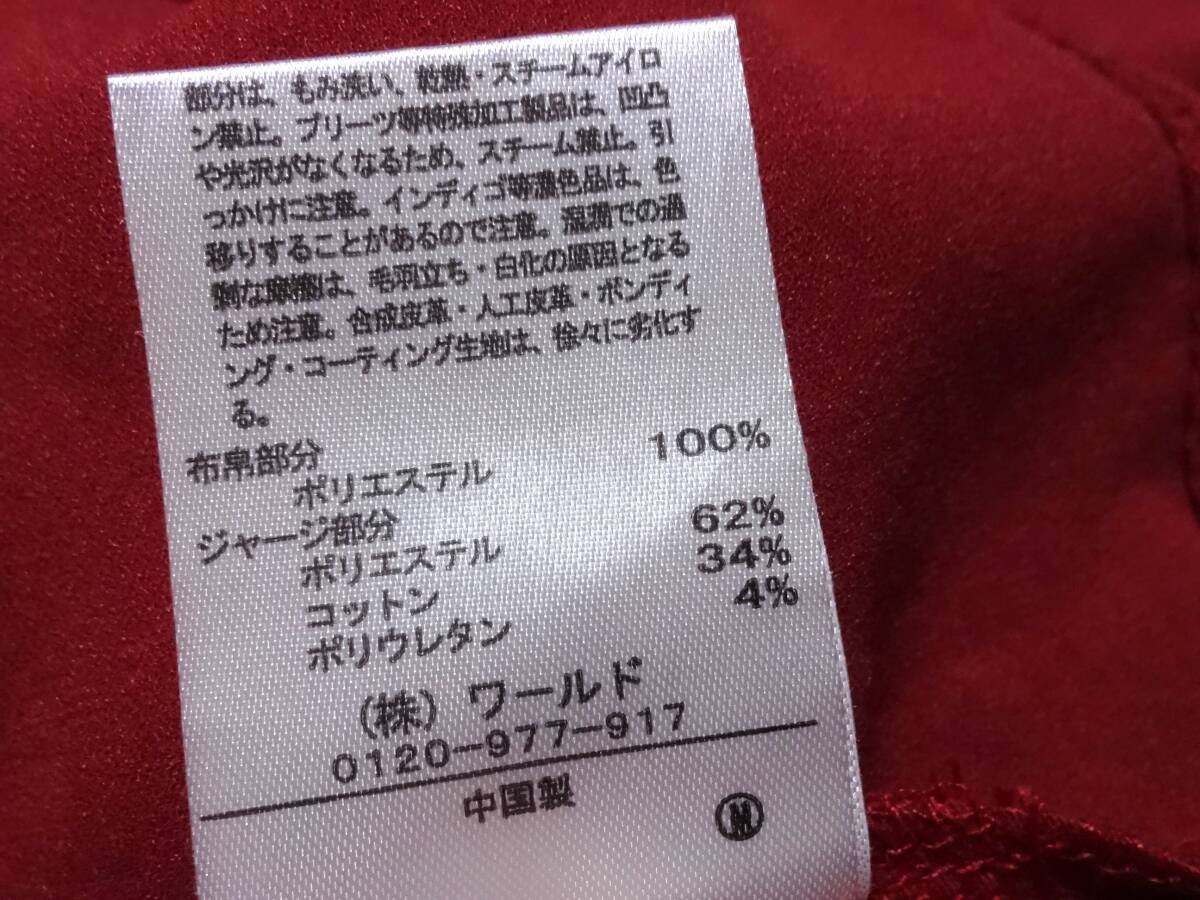 部分は、もみ洗い、乾熱・スチームアイロ
ン禁止。プリーツ等特殊加工製品は、凹凸
や光沢がなくなるため、スチーム禁止。引
っかけに注意。インディゴ等濃色品は、色
移りすることがあるので注意。湿潤での過
剰な摩擦は、毛羽立ち・白化の原因となる
ため注意。合成皮革・人工皮革・ボンディ
ング・コーティング生地は、徐々に劣化す
る。
布帛部分
ポリエステル 100%
ジャージ部分
ポリエステル 62%
コットン 34%
ポリウレタン 4%
(株) ワールド
0120-977-917
中国製
Ⓜ